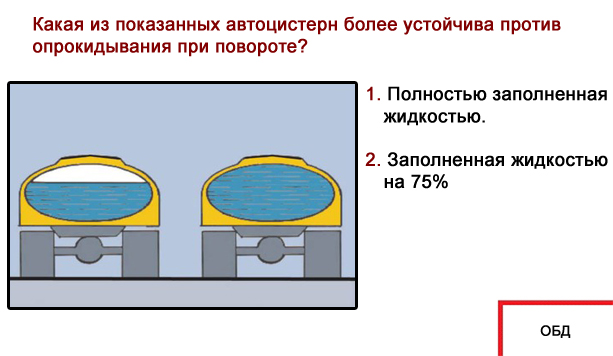 Какая из показанных автоцистерн более устойчива против
опрокидывания при повороте?
1. Полностью заполненная
жидкостью.
2. Заполненная жидкостью
на 75%
ОБД